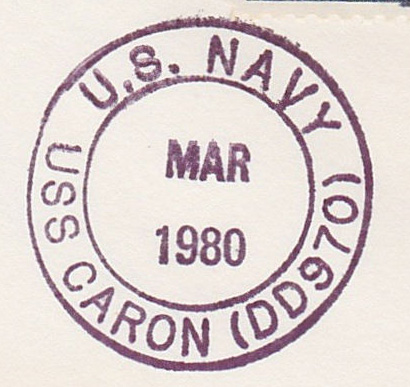 U.S. NAVY
MAR
1980
USS CARON (DD970)